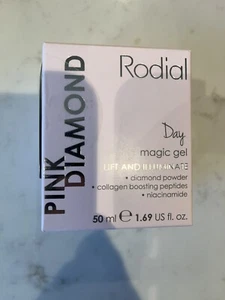 PINK
DIAMOND
Rodial
Day
magic gel
LIFT AND ILLUMINATE
• diamond powder
• collagen boosting peptides
• niacinamide
50 ml ℮ 1.69 US fl. oz.